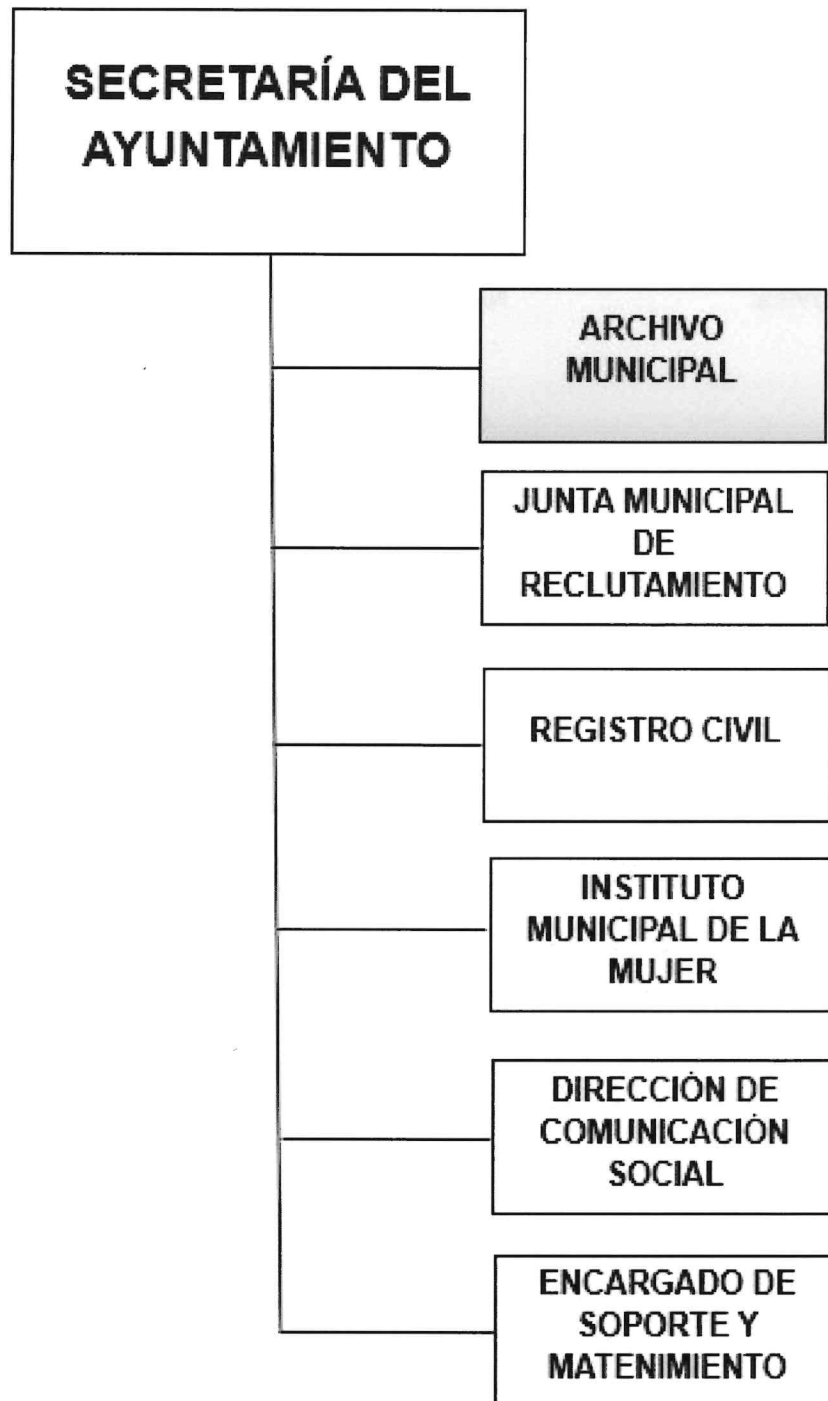 SECRETARÍA DEL
AYUNTAMIENTO
ARCHIVO
MUNICIPAL
JUNTA MUNICIPAL
DE
RECLUTAMIENTO
REGISTRO CIVIL
INSTITUTO
MUNICIPAL DE LA
MUJER
DIRECCIÓN DE
COMUNICACIÓN
SOCIAL
ENCARGADO DE
SOPORTE Y
MATENIMIENTO